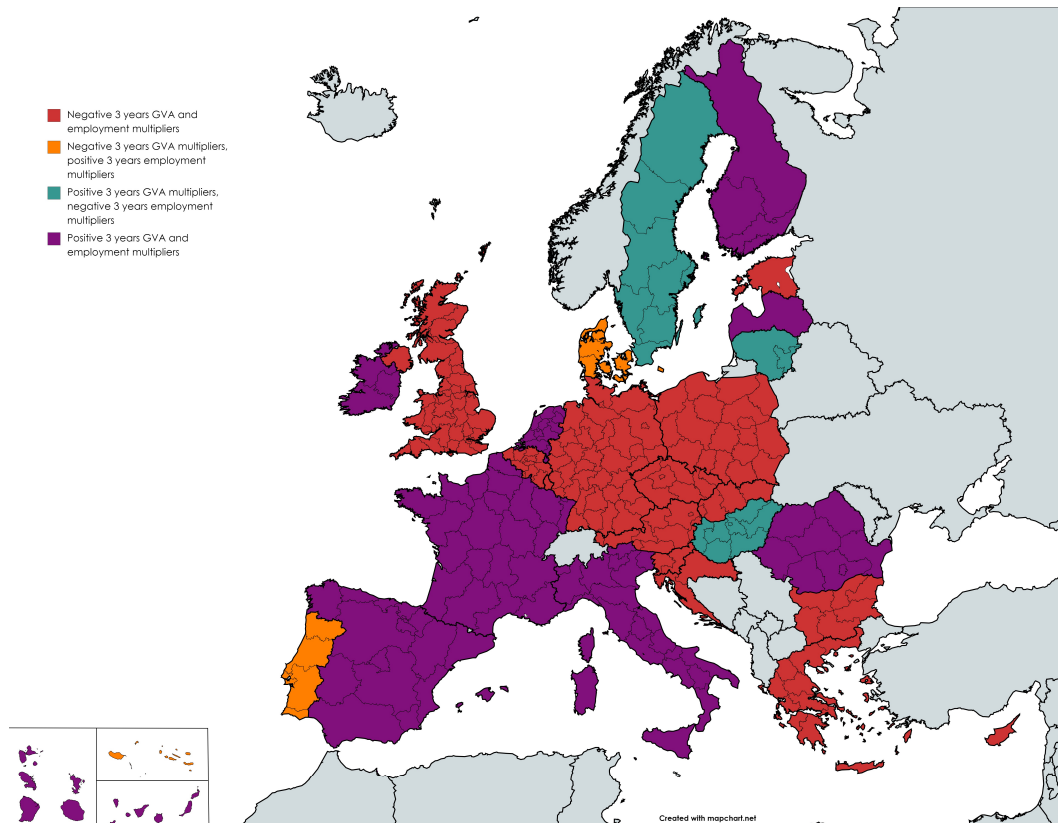 Negative 3 years GVA and
employment multipliers
Negative 3 years GVA multipliers,
positive 3 years employment
multipliers
Positive 3 years GVA multipliers,
negative 3 years employment
multipliers
Positive 3 years GVA and
employment multipliers
Created with mapchart.net